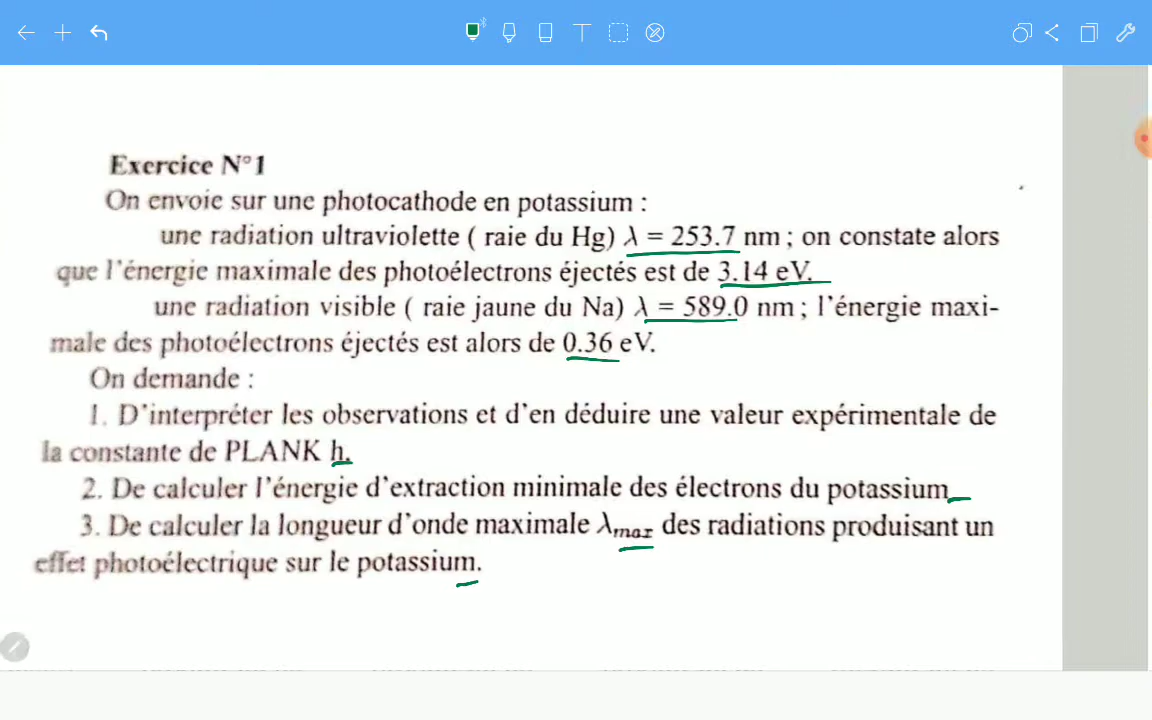 Exercice N°1
On envoie sur une photocathode en potassium :
une radiation ultraviolette ( raie du Hg) λ = 253.7 nm ; on constate alors
que l'énergie maximale des photoélectrons éjectés est de 3.14 eV.
une radiation visible ( raie jaune du Na) λ = 589.0 nm ; l'énergie maxi-
male des photoélectrons éjectés est alors de 0.36 eV.
On demande :
1. D'interpréter les observations et d'en déduire une valeur expérimentale de
la constante de PLANK h.
2. De calculer l'énergie d'extraction minimale des électrons du potassium
3. De calculer la longueur d'onde maximale λmax des radiations produisant un
effet photoélectrique sur le potassium.